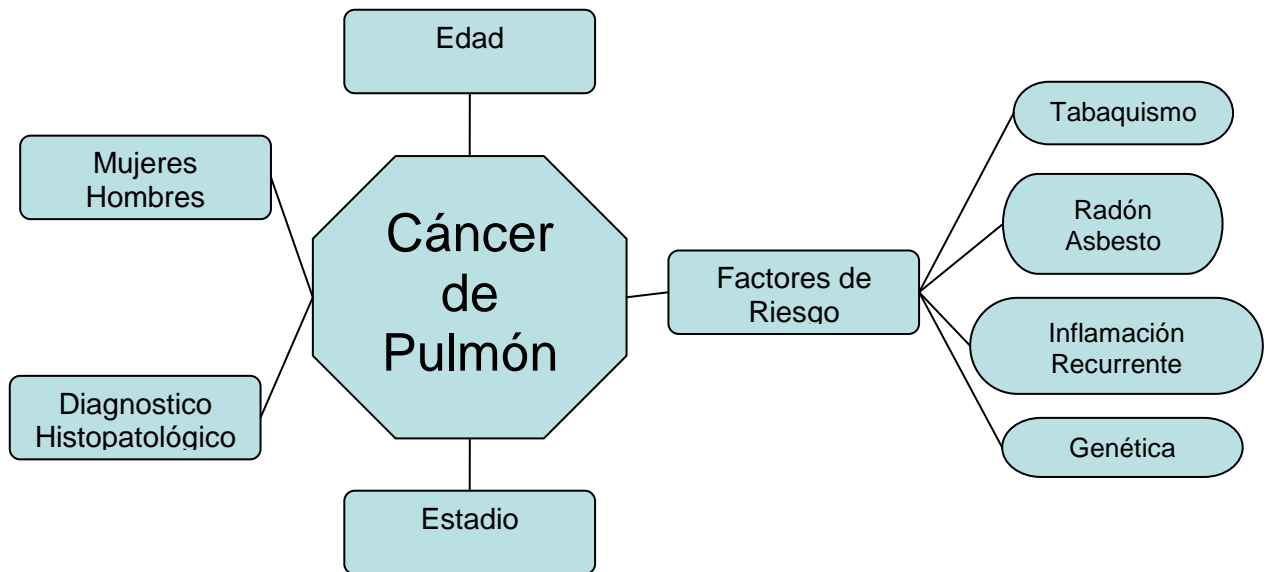 Edad
Mujeres
Hombres
Cáncer
de
Pulmón
Diagnostico
Histopatológico
Estadio
Factores de
Riesgo
Tabaquismo
Radón
Asbesto
Inflamación
Recurrente
Genética